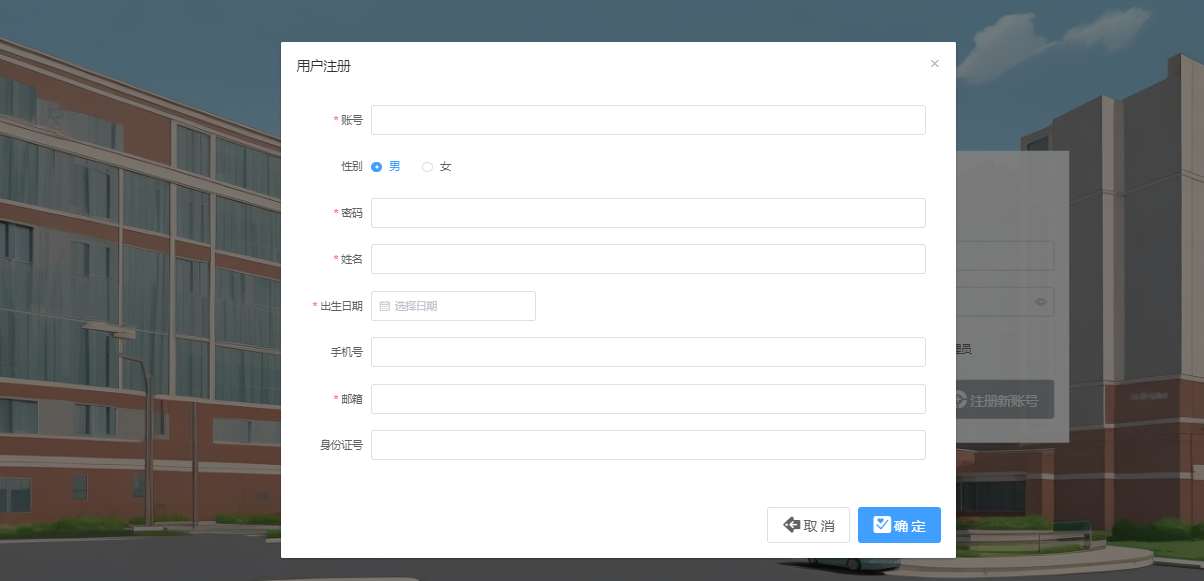 用户注册
* 账号
性别 男 女
* 密码
* 姓名
* 出生日期 选择日期
手机号
* 邮箱
身份证号
理员
注册新账号
取消 确定